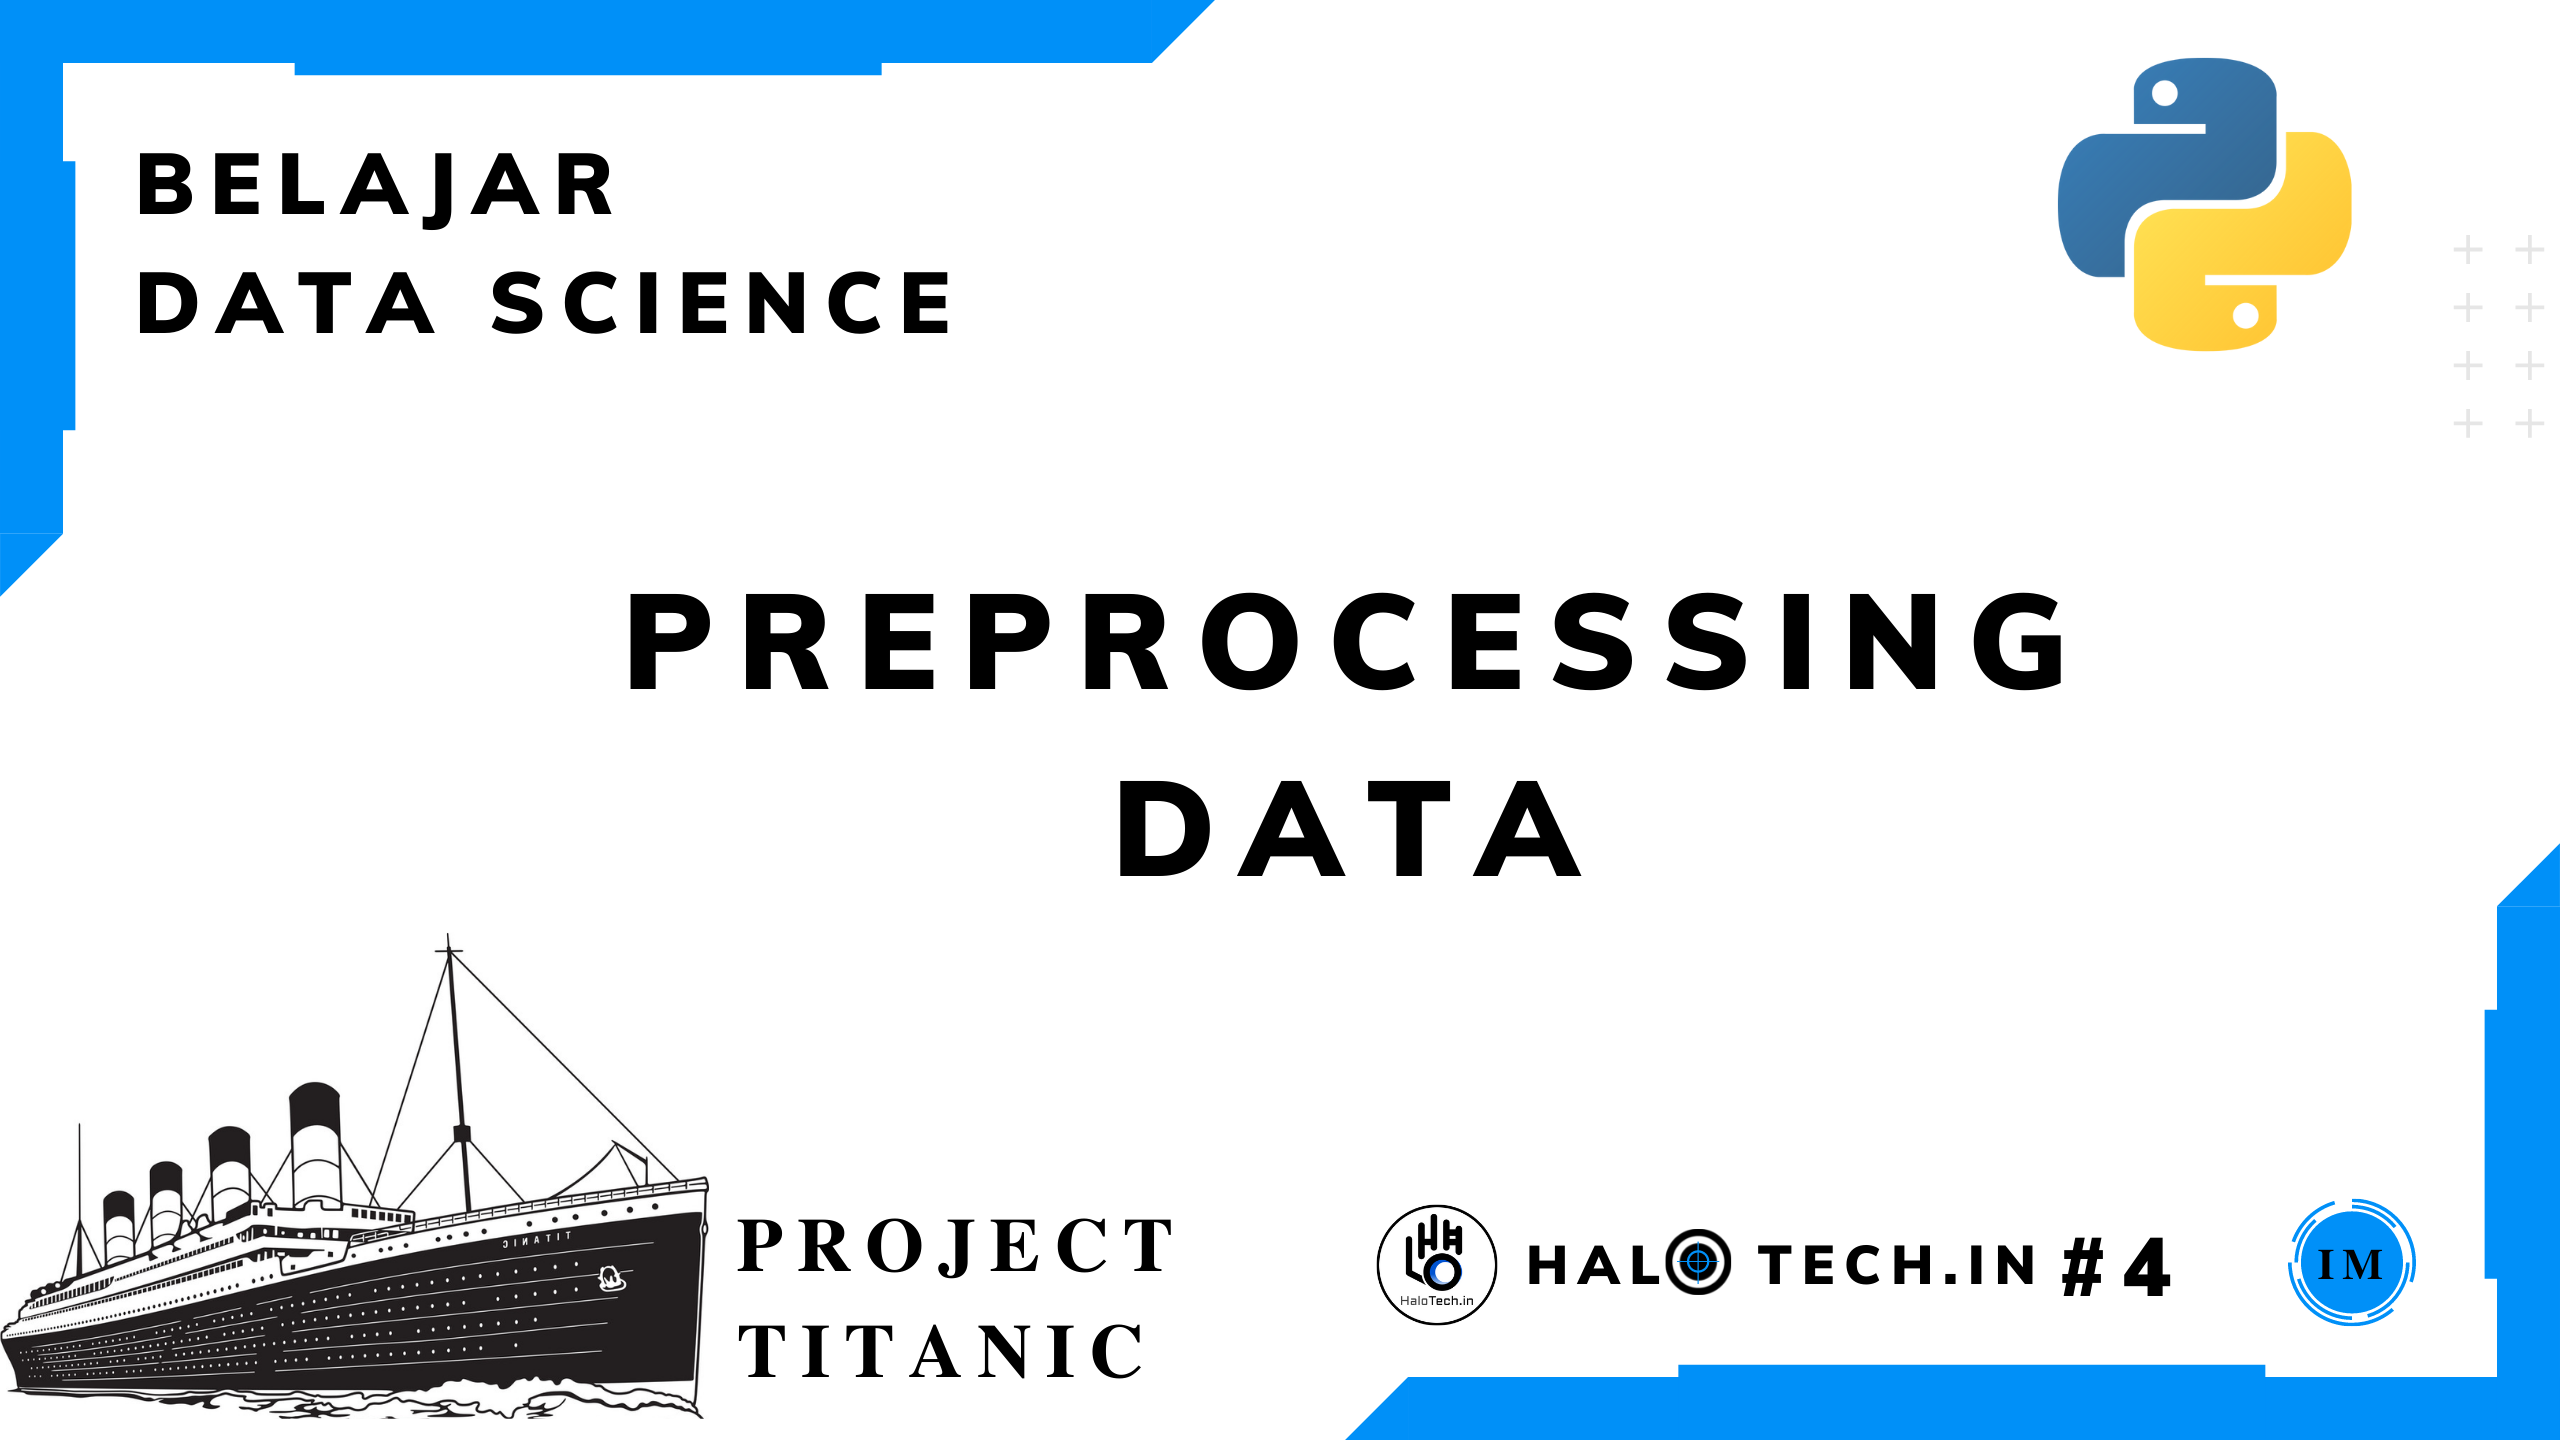 BELAJAR
DATA SCIENCE
PREPROCESSING
DATA
TITANIC
PROJECT
TITANIC
HaloTech.in
HALO TECH.IN #4
IM